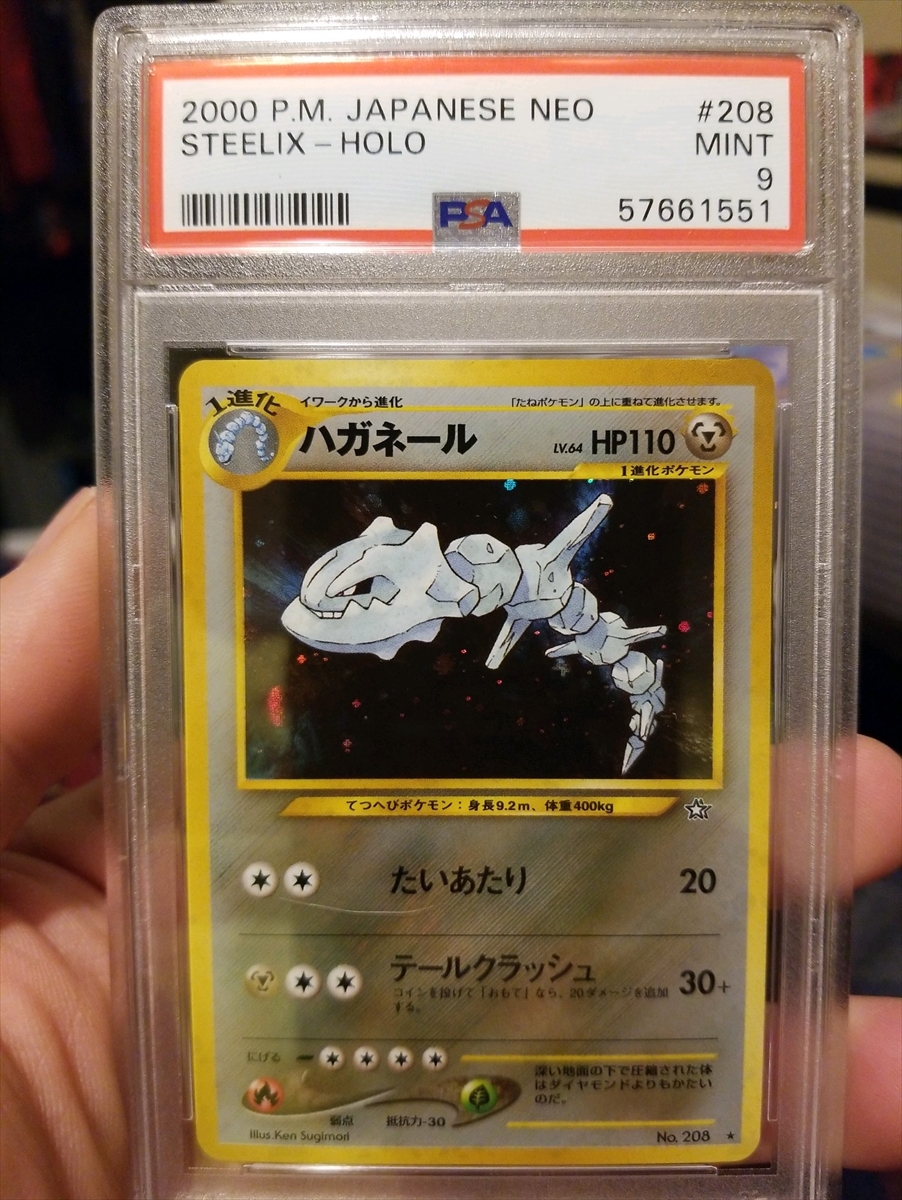 2000 P.M. JAPANESE NEO #208
STEELIX - HOLO MINT
9
PSA 57661551
1進化 イワークから進化 「たねポケモン」の上に重ねて進化させます。
ハガネール LV.64 HP110
1進化ポケモン
てつへびポケモン：身長9.2m、体重400kg
たいあたり 20
テールクラッシュ 30+
コインを投げて「おもて」なら、20ダメージを追加
する。
にげる
深い地面の下で圧縮された体
はダイヤモンドよりもかたい
のだ。
弱点 抵抗力-30
Illus.Ken Sugimori No. 208 ★